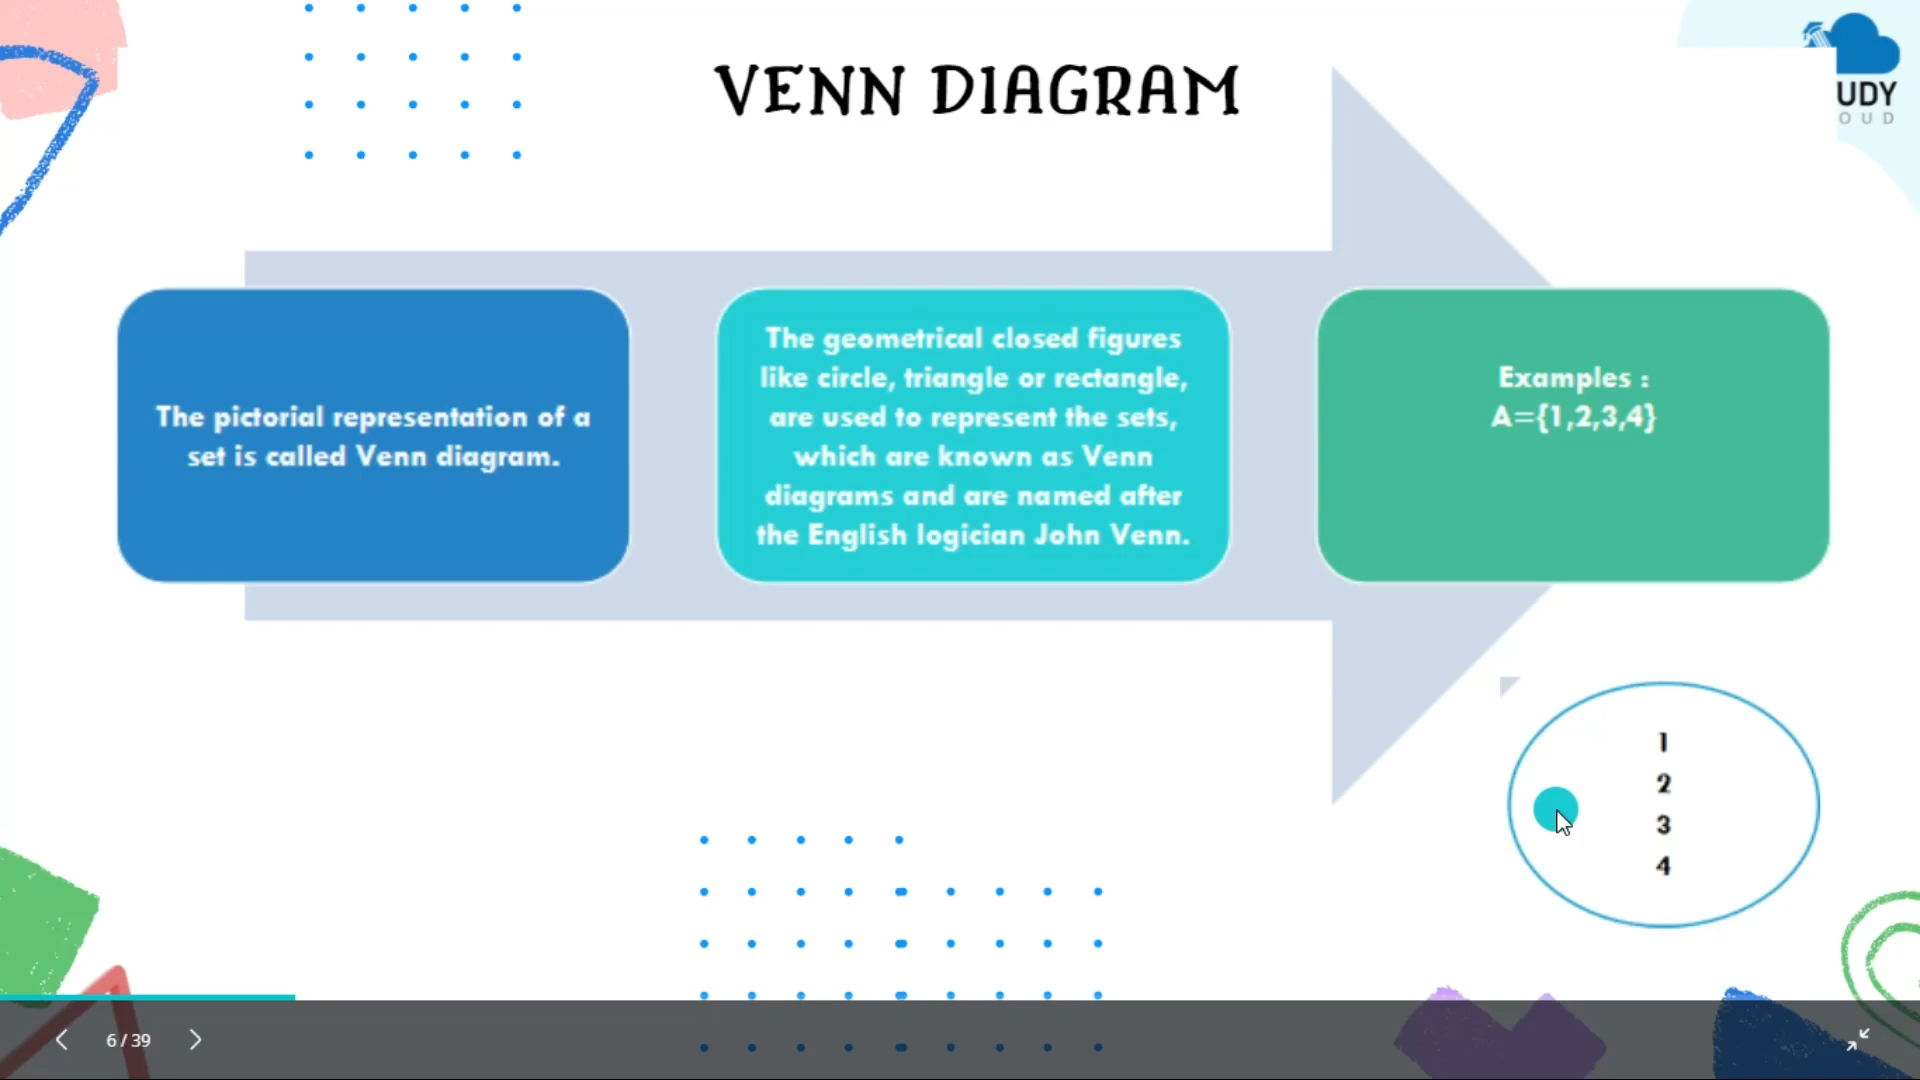 VENN DIAGRAM
UDY
OUD
The pictorial representation of a
set is called Venn diagram.
The geometrical closed figures
like circle, triangle or rectangle,
are used to represent the sets,
which are known as Venn
diagrams and are named after
the English logician John Venn.
Examples :
A={1,2,3,4}
1
2
3
4
6 / 39